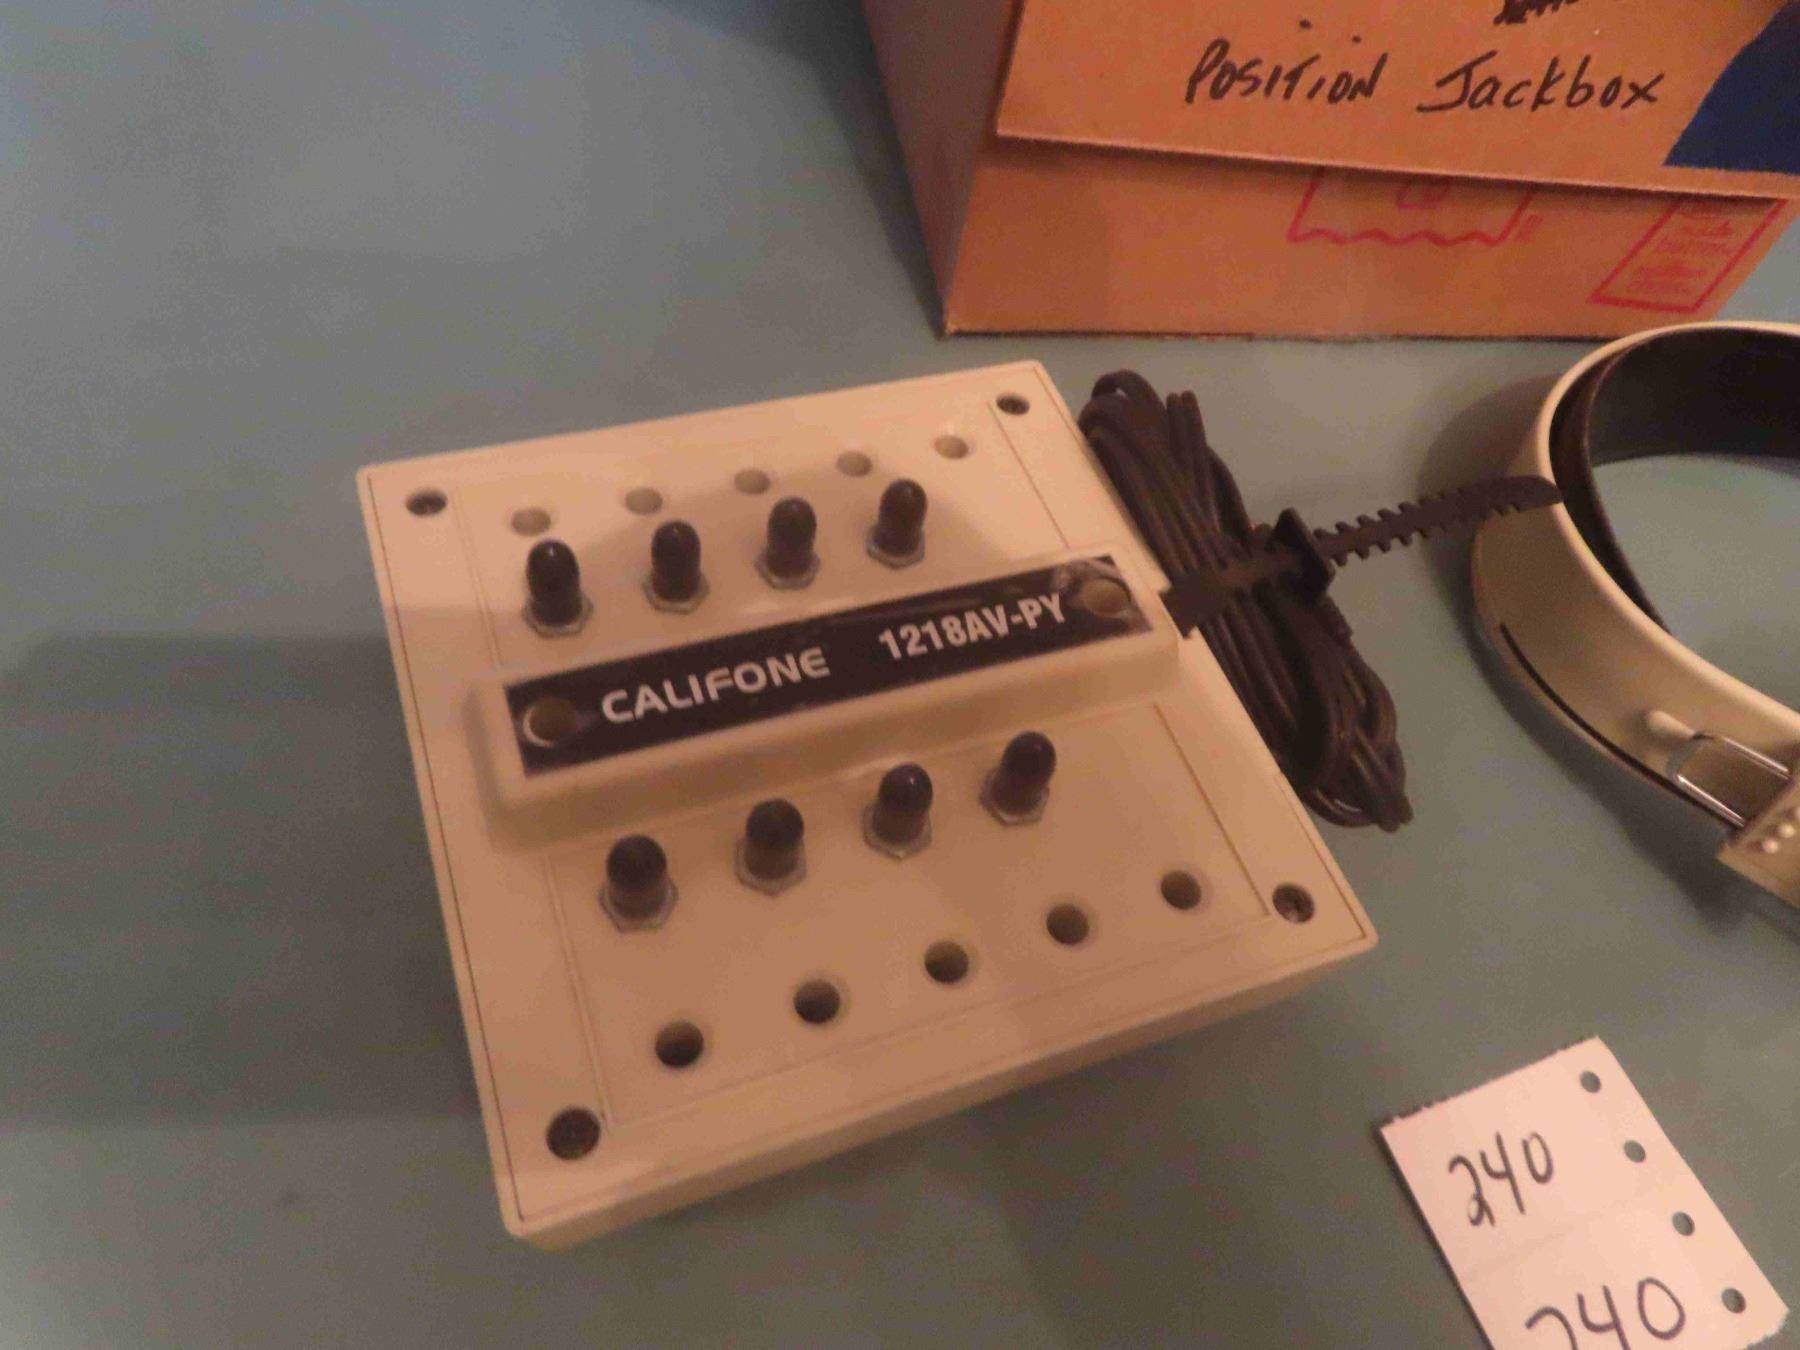 Position Jackbox
CALIFONE 1218AV-PY
240
240